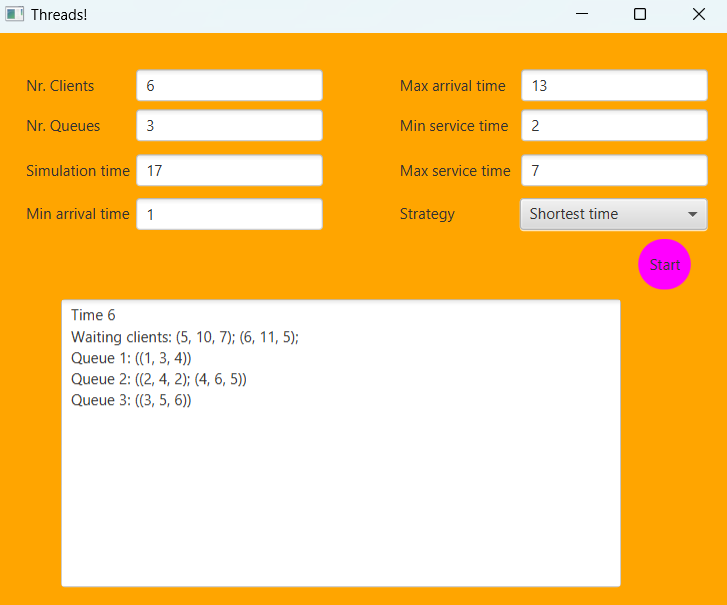 Threads!
Nr. Clients 6 Max arrival time 13
Nr. Queues 3 Min service time 2
Simulation time 17 Max service time 7
Min arrival time 1 Strategy Shortest time
Start
Time 6
Waiting clients: (5, 10, 7); (6, 11, 5);
Queue 1: ((1, 3, 4))
Queue 2: ((2, 4, 2); (4, 6, 5))
Queue 3: ((3, 5, 6))